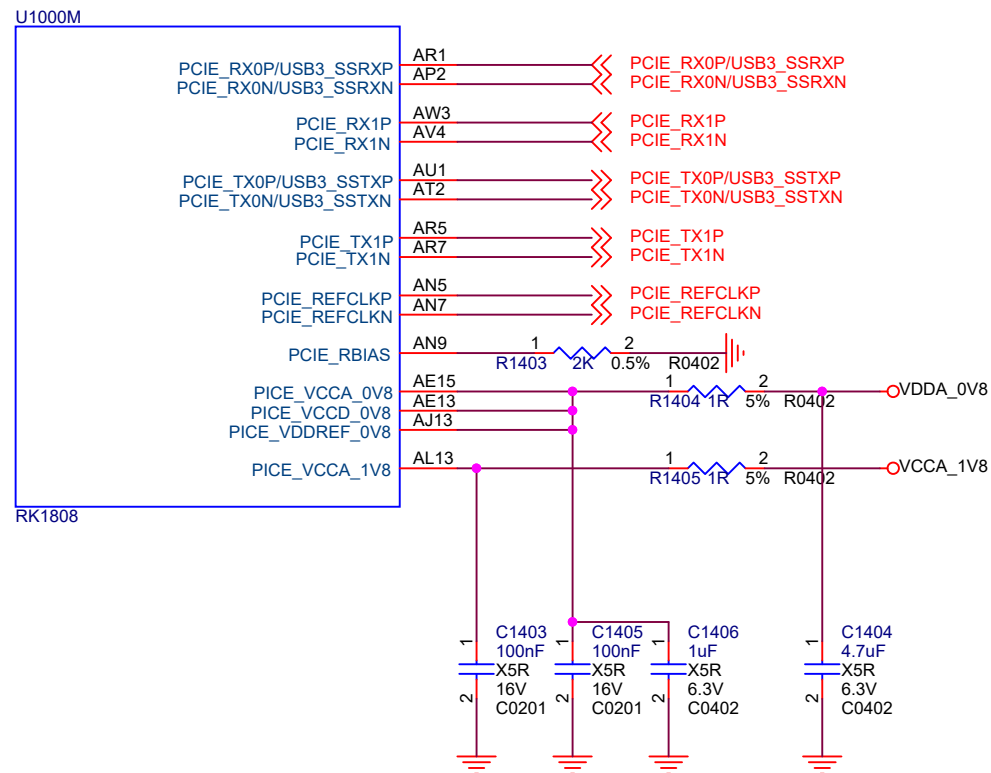 U1000M
PCIE_RX0P/USB3_SSRXP AR1 PCIE_RX0P/USB3_SSRXP
PCIE_RX0N/USB3_SSRXN AP2 PCIE_RX0N/USB3_SSRXN
PCIE_RX1P AW3 PCIE_RX1P
PCIE_RX1N AV4 PCIE_RX1N
PCIE_TX0P/USB3_SSTXP AU1 PCIE_TX0P/USB3_SSTXP
PCIE_TX0N/USB3_SSTXN AT2 PCIE_TX0N/USB3_SSTXN
PCIE_TX1P AR5 PCIE_TX1P
PCIE_TX1N AR7 PCIE_TX1N
PCIE_REFCLKP AN5 PCIE_REFCLKP
PCIE_REFCLKN AN7 PCIE_REFCLKN
PCIE_RBIAS AN9 1 2
R1403 2K 0.5% R0402
PICE_VCCA_0V8 AE15 1 2 VDDA_0V8
R1404 1R 5% R0402
PICE_VCCD_0V8 AE13
PICE_VDDREF_0V8 AJ13
PICE_VCCA_1V8 AL13 1 2 VCCA_1V8
R1405 1R 5% R0402
RK1808
1 C1403 1 C1405 1 C1406 1 C1404
100nF 100nF 1uF 4.7uF
X5R X5R X5R X5R
2 16V 2 16V 2 6.3V 2 6.3V
C0201 C0201 C0402 C0402